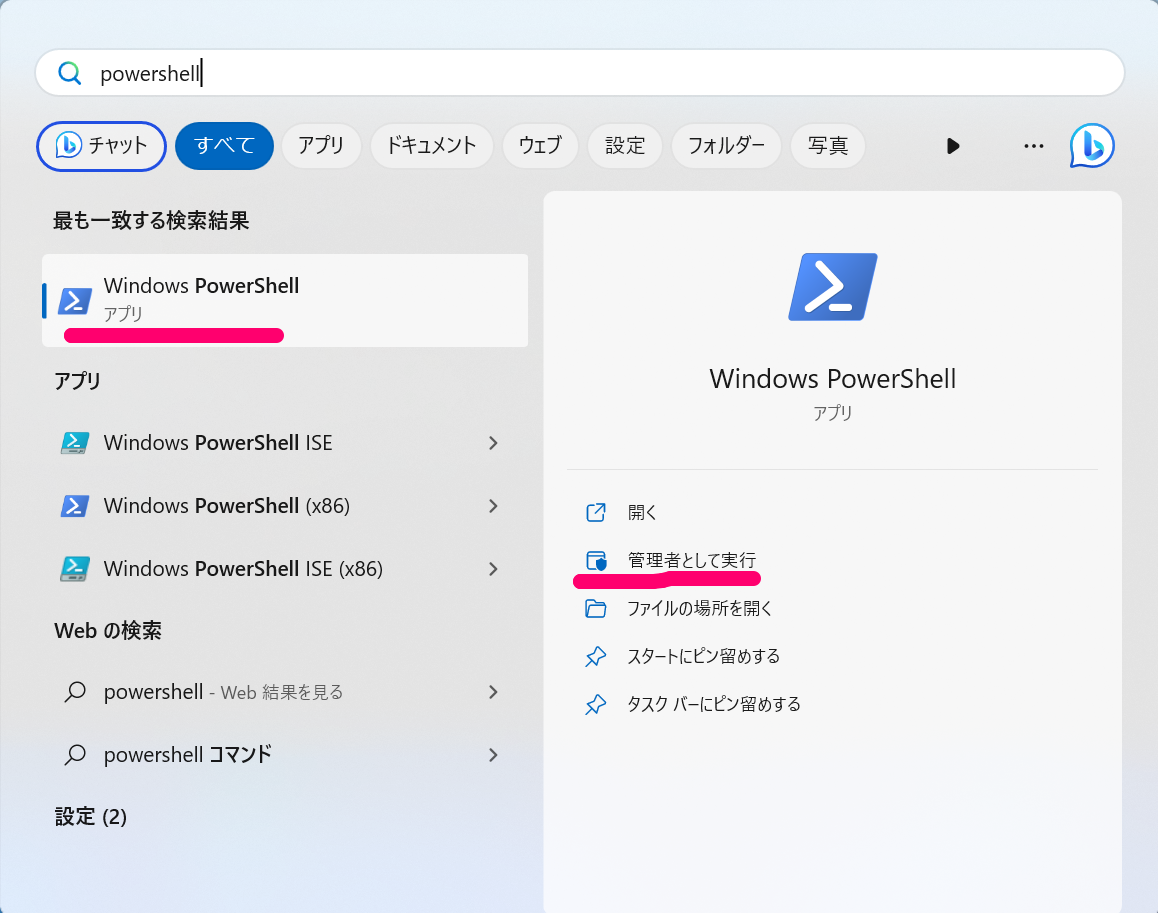 powershell
チャット
すべて
アプリ
ドキュメント
ウェブ
設定
フォルダー
写真
最も一致する検索結果
Windows PowerShell
アプリ
アプリ
Windows PowerShell ISE
Windows PowerShell (x86)
Windows PowerShell ISE (x86)
Web の検索
powershell - Web 結果を見る
powershell コマンド
設定 (2)
Windows PowerShell
アプリ
開く
管理者として実行
ファイルの場所を開く
スタートにピン留めする
タスク バーにピン留めする